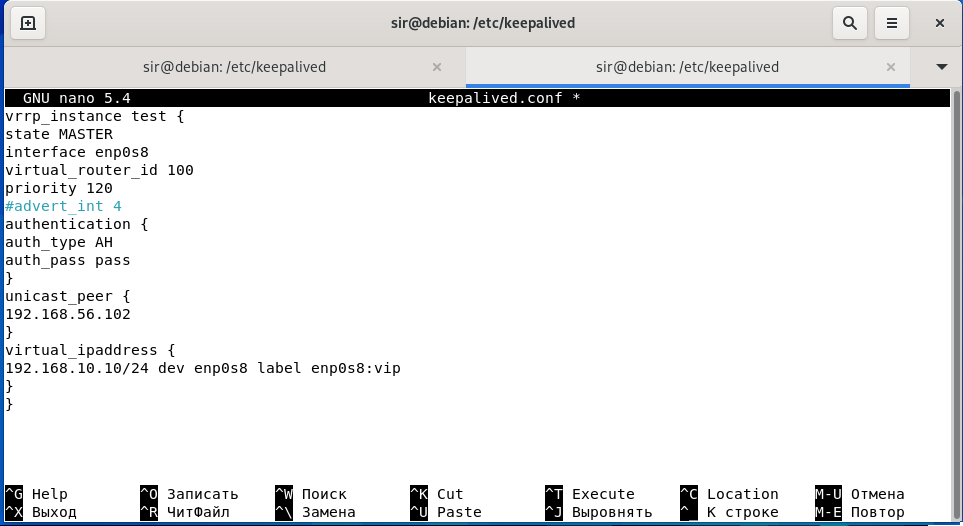 sir@debian: /etc/keepalived
sir@debian: /etc/keepalived
sir@debian: /etc/keepalived
GNU nano 5.4 keepalived.conf *
vrrp_instance test {
state MASTER
interface enp0s8
virtual_router_id 100
priority 120
#advert_int 4
authentication {
auth_type AH
auth_pass pass
}
unicast_peer {
192.168.56.102
}
virtual_ipaddress {
192.168.10.10/24 dev enp0s8 label enp0s8:vip
}
}
^G Help ^O Записать ^W Поиск ^K Cut ^T Execute ^C Location M-U Отмена
^X Выход ^R ЧитФайл ^\ Замена ^U Paste ^J Выровнять ^_ К строке M-E Повтор